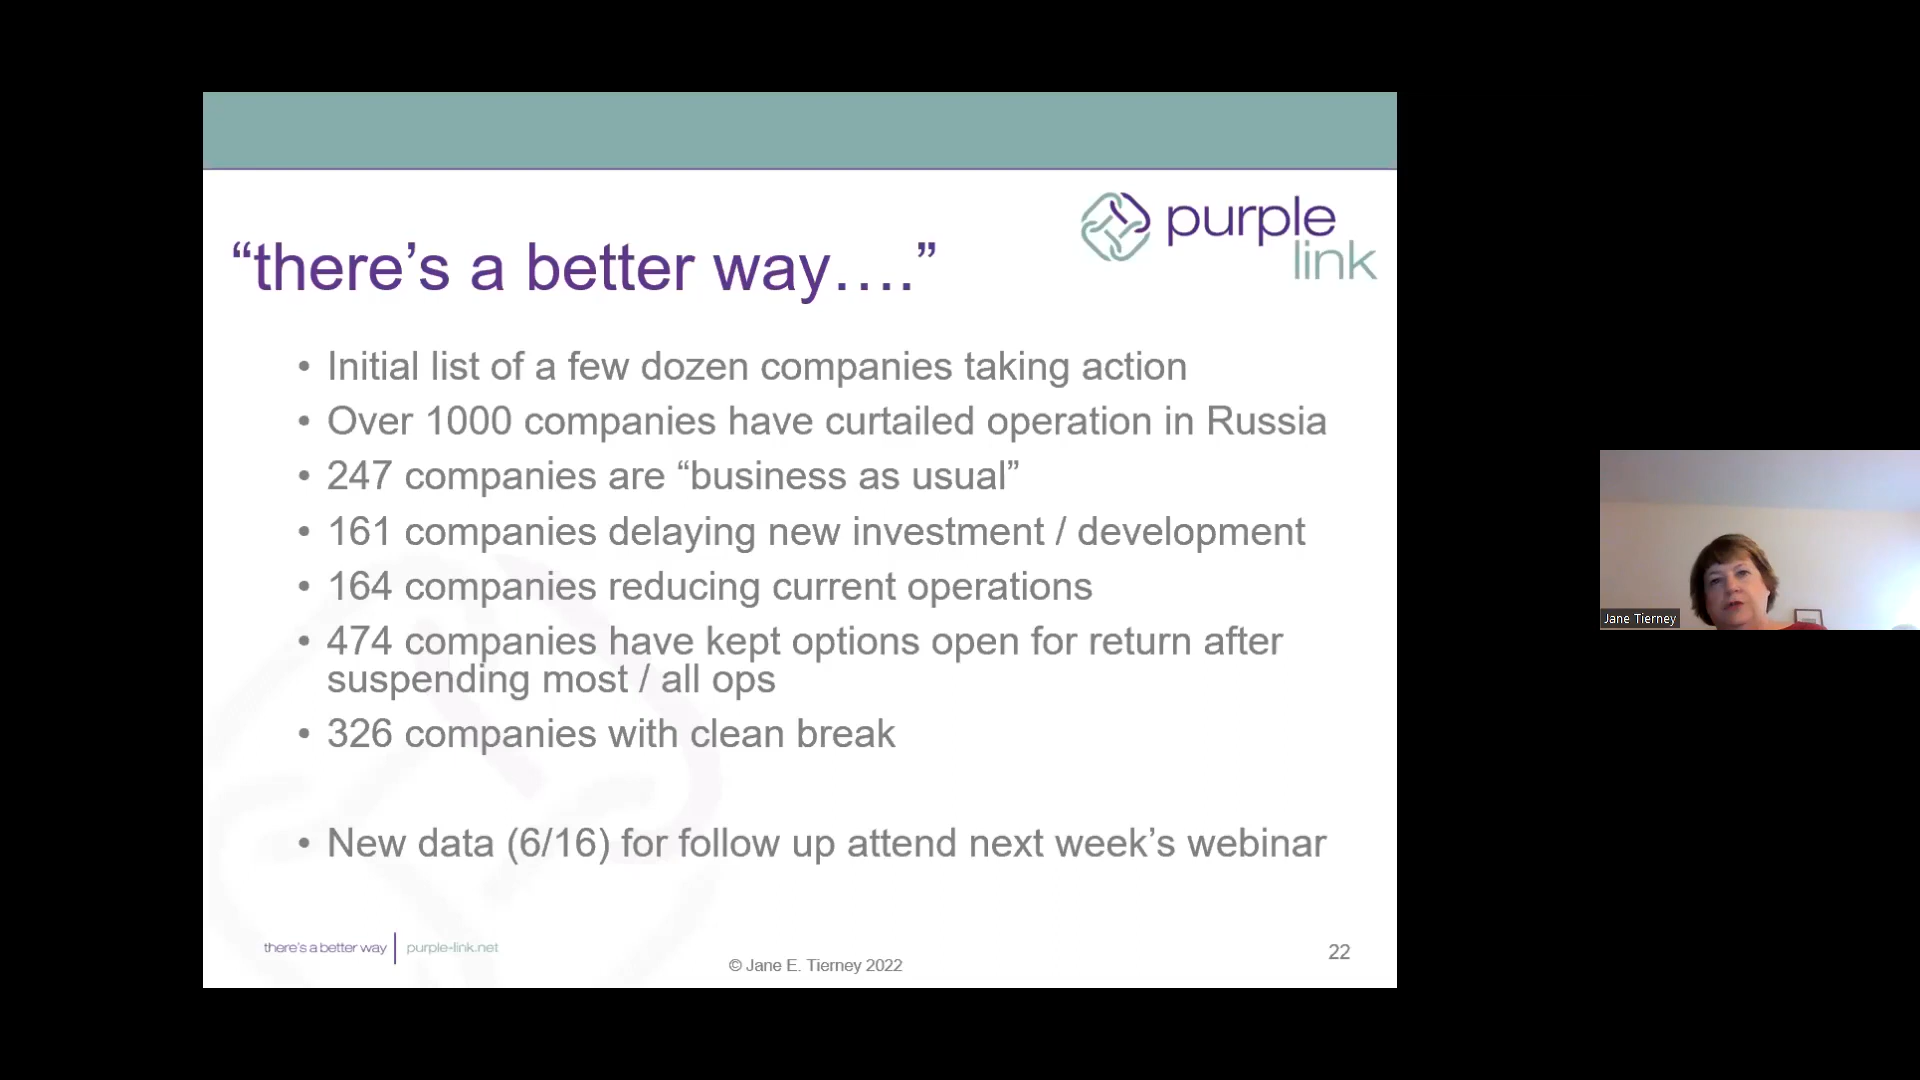 purple
link
“there’s a better way….”
• Initial list of a few dozen companies taking action
• Over 1000 companies have curtailed operation in Russia
• 247 companies are “business as usual”
• 161 companies delaying new investment / development
• 164 companies reducing current operations
• 474 companies have kept options open for return after
suspending most / all ops
• 326 companies with clean break
• New data (6/16) for follow up attend next week’s webinar
there's a better way | purple-link.net
© Jane E. Tierney 2022
22
Jane Tierney